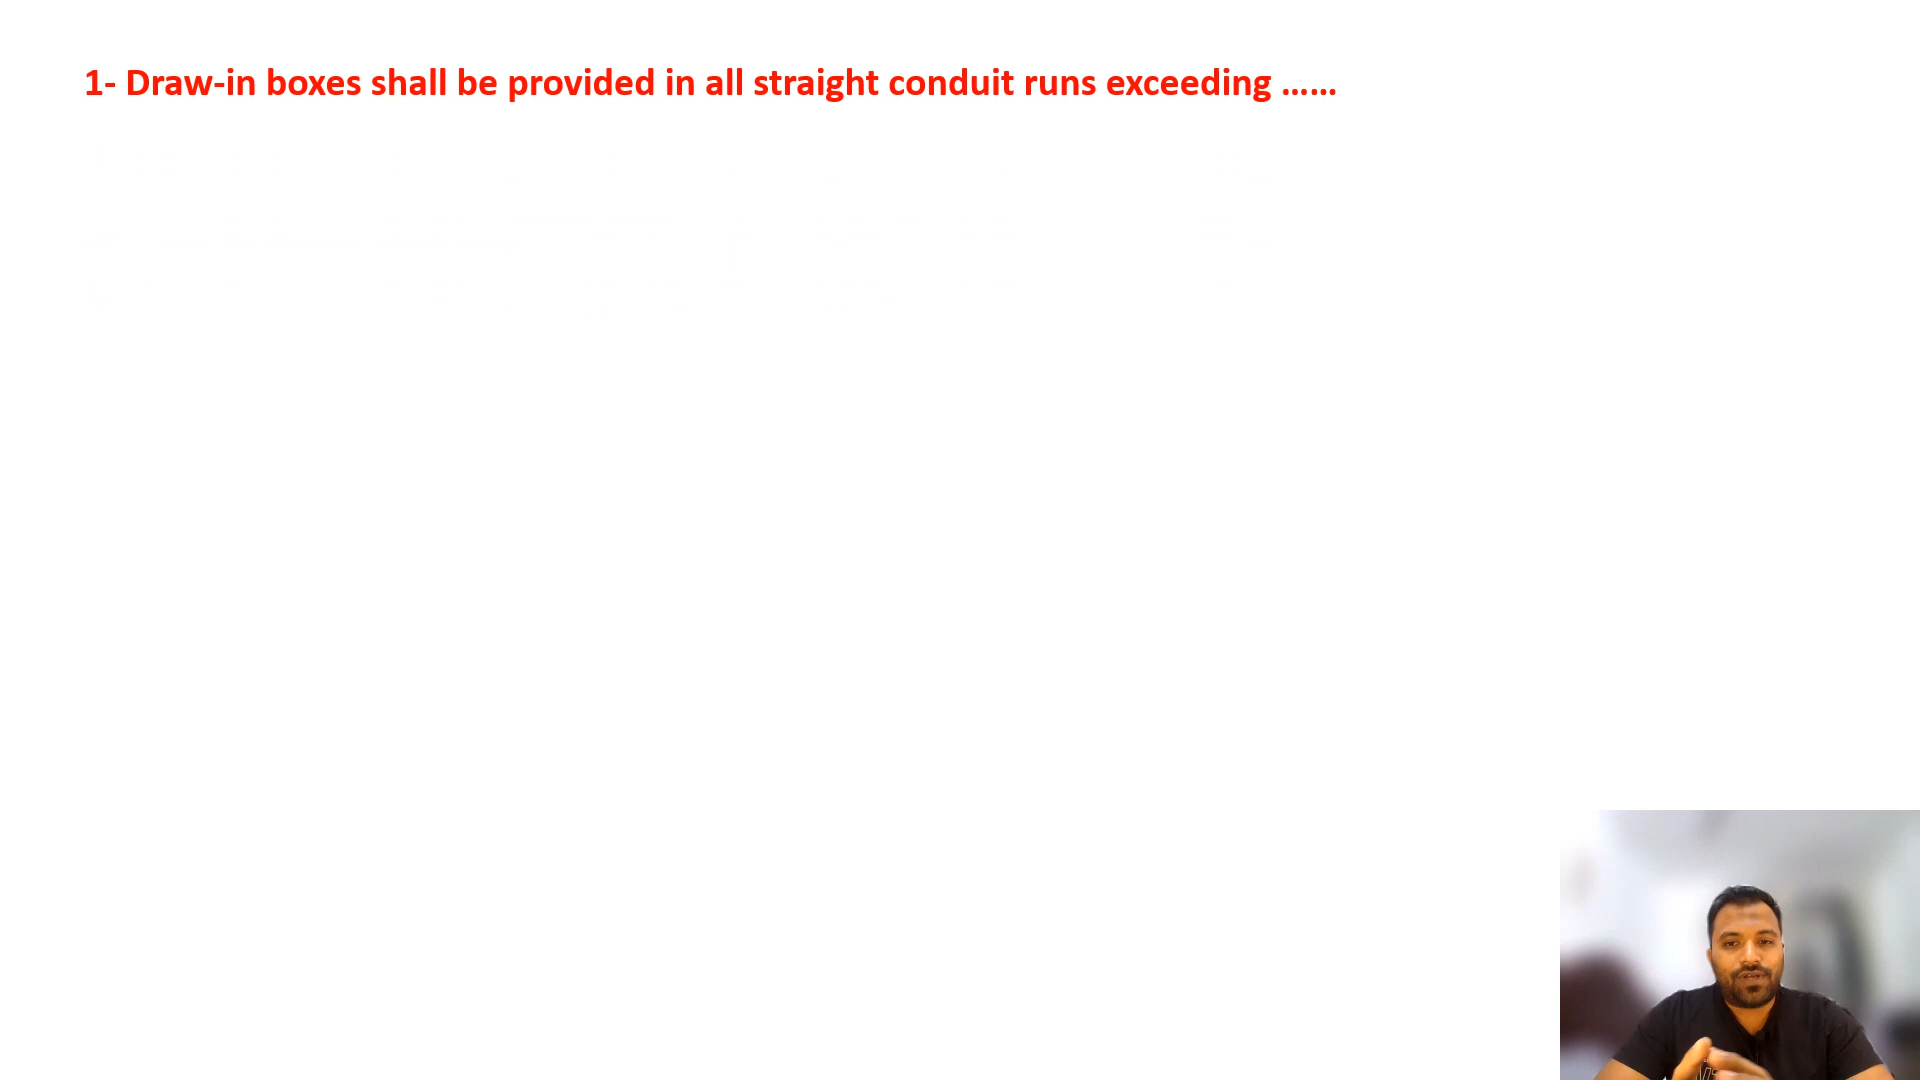 1- Draw-in boxes shall be provided in all straight conduit runs exceeding ......